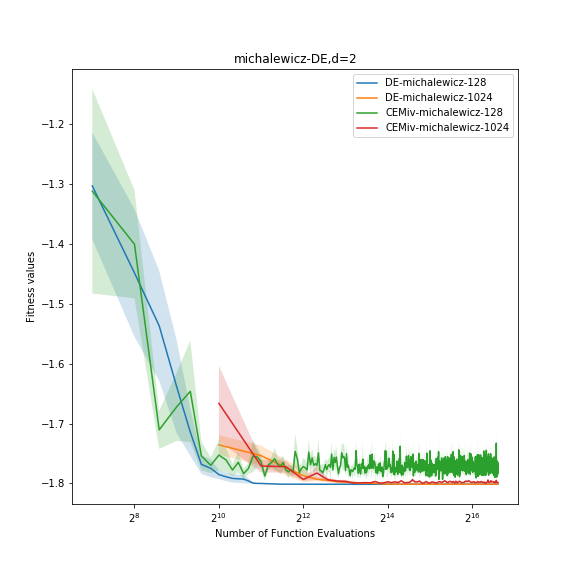 michalewicz-DE,d=2
DE-michalewicz-128
DE-michalewicz-1024
CEMiv-michalewicz-128
CEMiv-michalewicz-1024
Fitness values
−1.2
−1.3
−1.4
−1.5
−1.6
−1.7
−1.8
2^8 2^10 2^12 2^14 2^16
Number of Function Evaluations